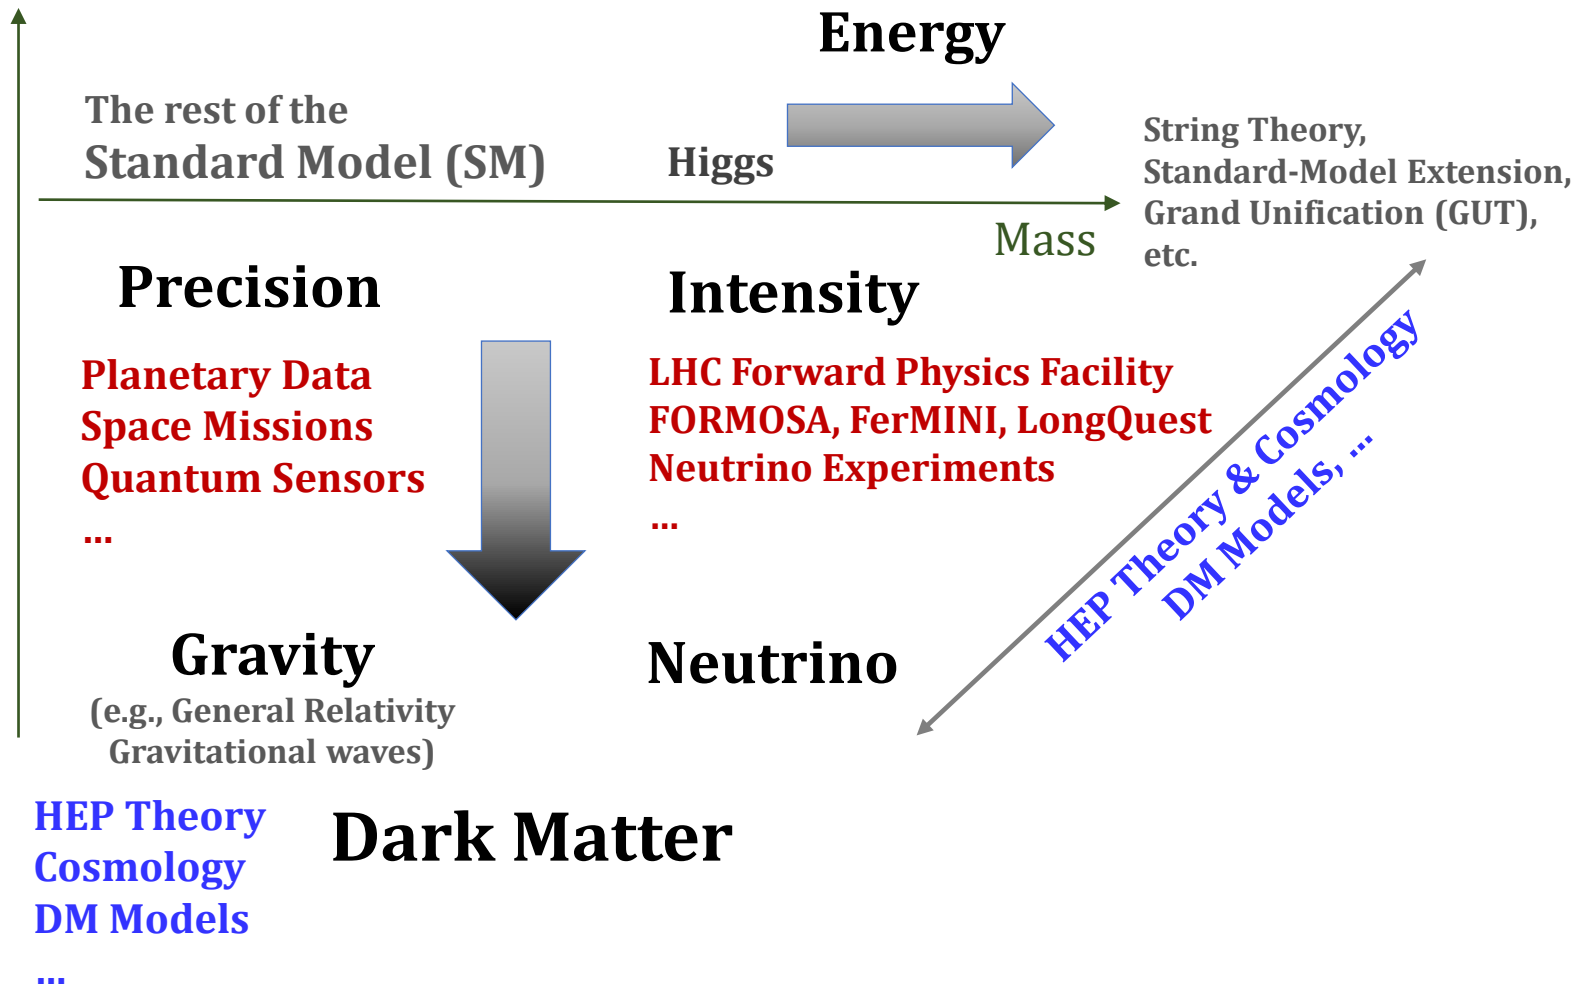 Energy
The rest of the
Standard Model (SM)
Higgs
String Theory,
Standard-Model Extension,
Grand Unification (GUT),
etc.
Mass
Precision
Intensity
Planetary Data
Space Missions
Quantum Sensors
...
LHC Forward Physics Facility
FORMOSA, FerMINI, LongQuest
Neutrino Experiments
...
HEP Theory & Cosmology
DM Models, ...
Gravity
(e.g., General Relativity
Gravitational waves)
Neutrino
HEP Theory
Cosmology
DM Models
...
Dark Matter